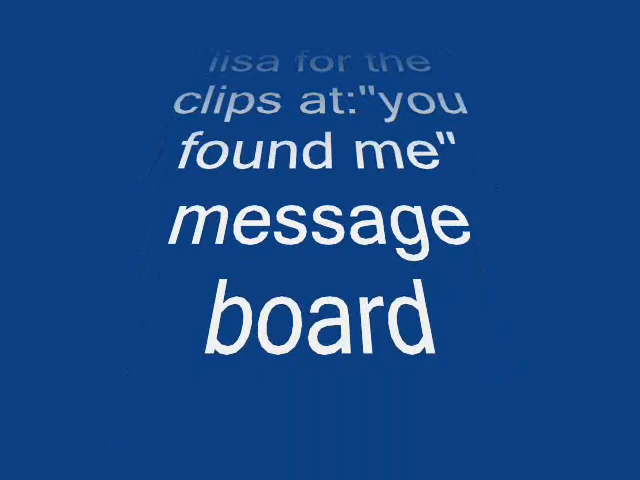 lisa for the
clips at:"you
found me"
message
board